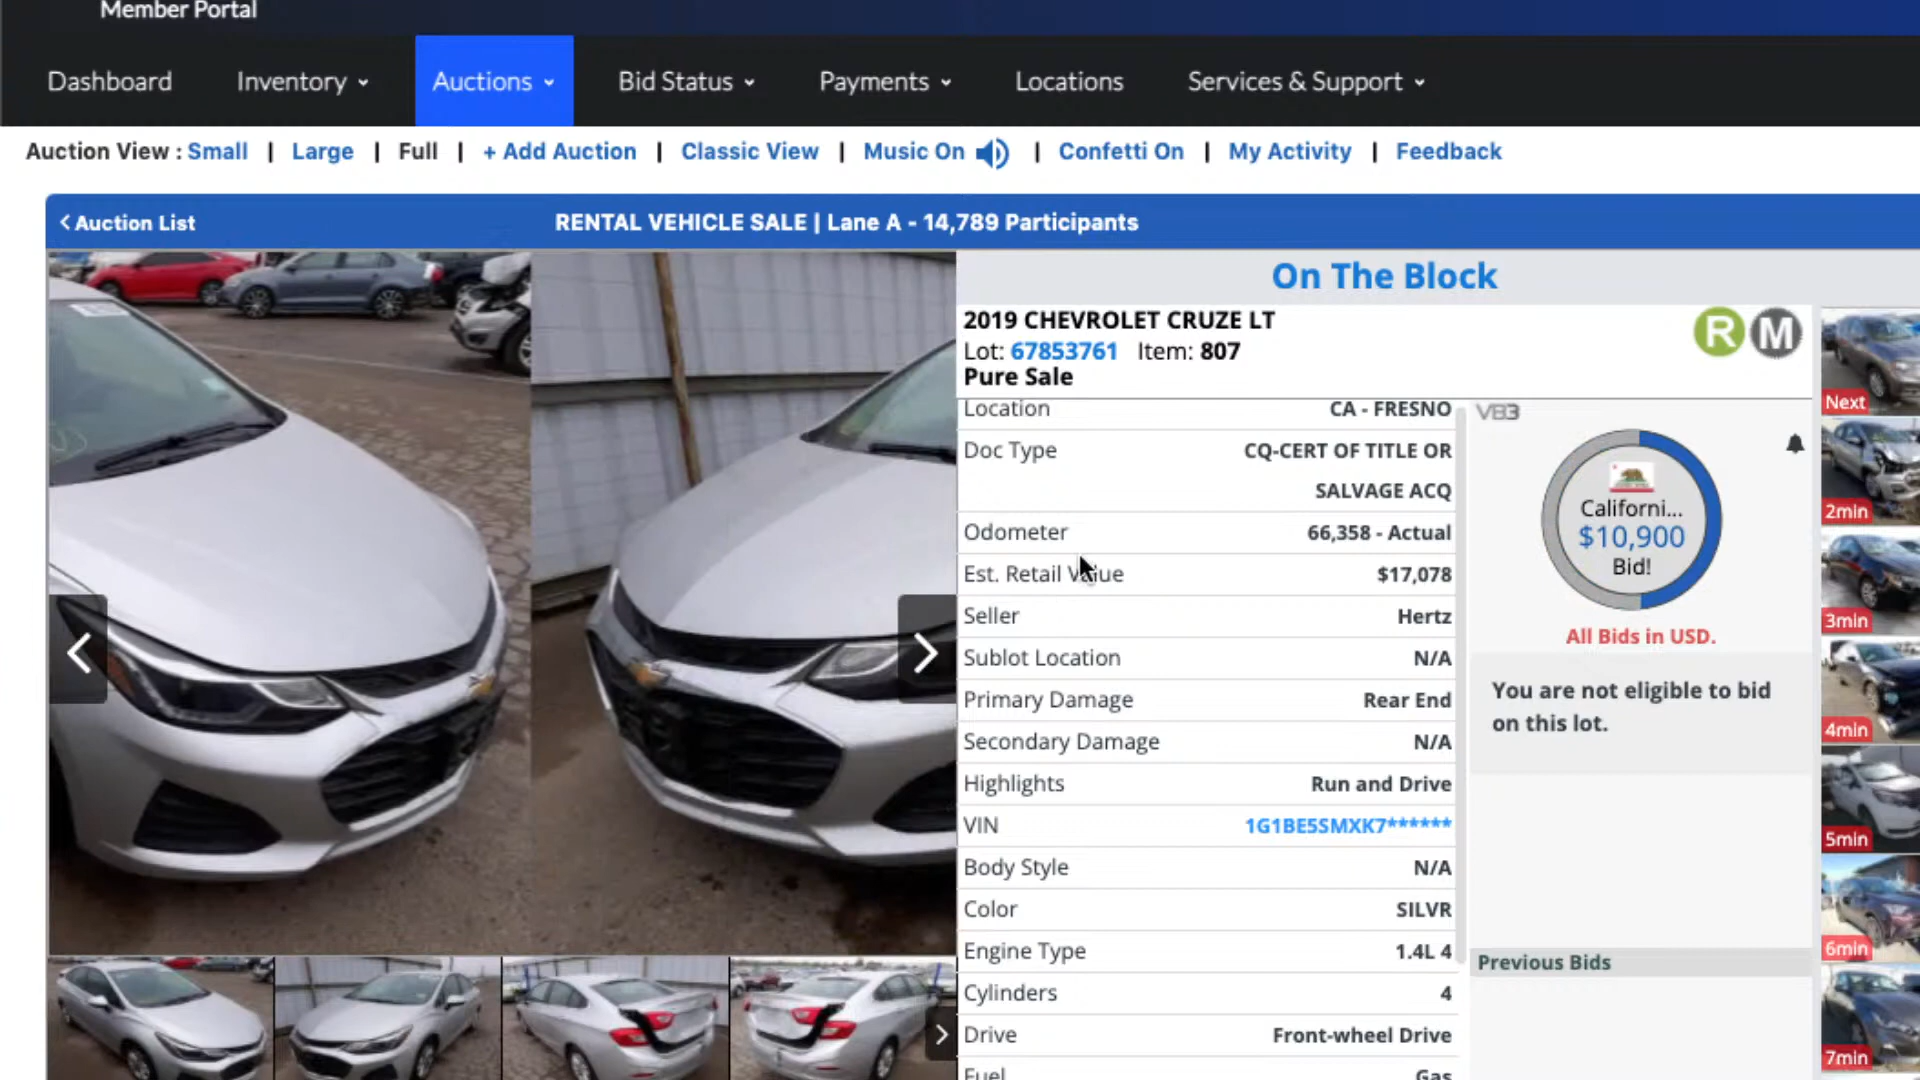 Member Portal
Dashboard Inventory Auctions Bid Status Payments Locations Services & Support
Auction View : Small | Large | Full | + Add Auction | Classic View | Music On | Confetti On | My Activity | Feedback
< Auction List
RENTAL VEHICLE SALE | Lane A - 14,789 Participants
On The Block
2019 CHEVROLET CRUZE LT
Lot: 67853761 Item: 807
Pure Sale
R M
Location CA - FRESNO
Doc Type CQ-CERT OF TITLE OR
SALVAGE ACQ
Odometer 66,358 - Actual
Est. Retail Value $17,078
Seller Hertz
Sublot Location N/A
Primary Damage Rear End
Secondary Damage N/A
Highlights Run and Drive
VIN 1G1BE5SMXK7******
Body Style N/A
Color SILVR
Engine Type 1.4L 4
Cylinders 4
Drive Front-wheel Drive
Fuel Gas
VB3
Californi...
$10,900
Bid!
All Bids in USD.
You are not eligible to bid
on this lot.
Previous Bids
Next
2min
3min
4min
5min
6min
7min